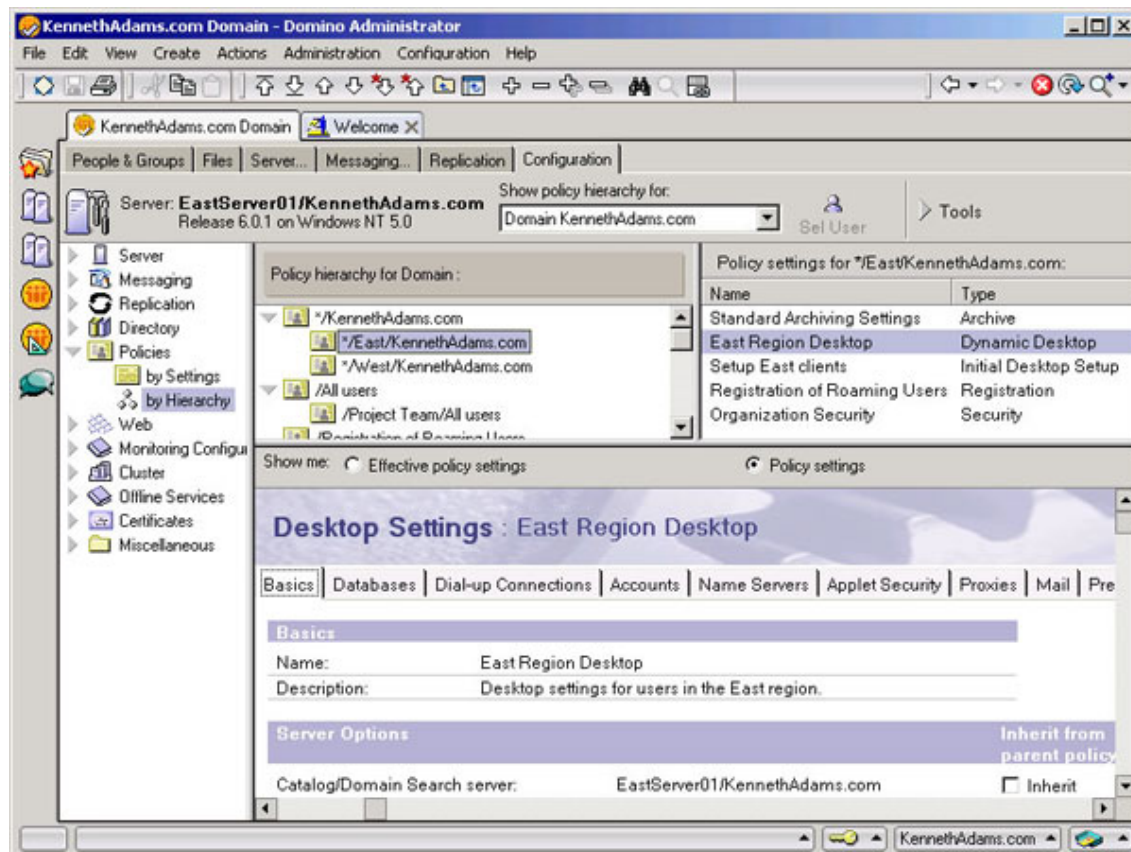 KennethAdams.com Domain - Domino Administrator
File Edit View Create Actions Administration Configuration Help
KennethAdams.com Domain Welcome
People & Groups Files Server... Messaging... Replication Configuration
Server: EastServer01/KennethAdams.com
Release 6.0.1 on Windows NT 5.0
Show policy hierarchy for:
Domain KennethAdams.com
Sel User
Tools
Server
Messaging
Replication
Directory
Policies
by Settings
by Hierarchy
Web
Monitoring Configu
Cluster
Offline Services
Certificates
Miscellaneous
Policy hierarchy for Domain :
*/KennethAdams.com
*/East/KennethAdams.com
*/West/KennethAdams.com
/All users
/Project Team/All users
/Registration of Roaming Users
Policy settings for */East/KennethAdams.com:
Name Type
Standard Archiving Settings Archive
East Region Desktop Dynamic Desktop
Setup East clients Initial Desktop Setup
Registration of Roaming Users Registration
Organization Security Security
Show me: Effective policy settings Policy settings
Desktop Settings : East Region Desktop
Basics Databases Dial-up Connections Accounts Name Servers Applet Security Proxies Mail Pre
Basics
Name: East Region Desktop
Description: Desktop settings for users in the East region.
Server Options Inherit from
parent policy
Catalog/Domain Search server: EastServer01/KennethAdams.com Inherit
KennethAdams.com